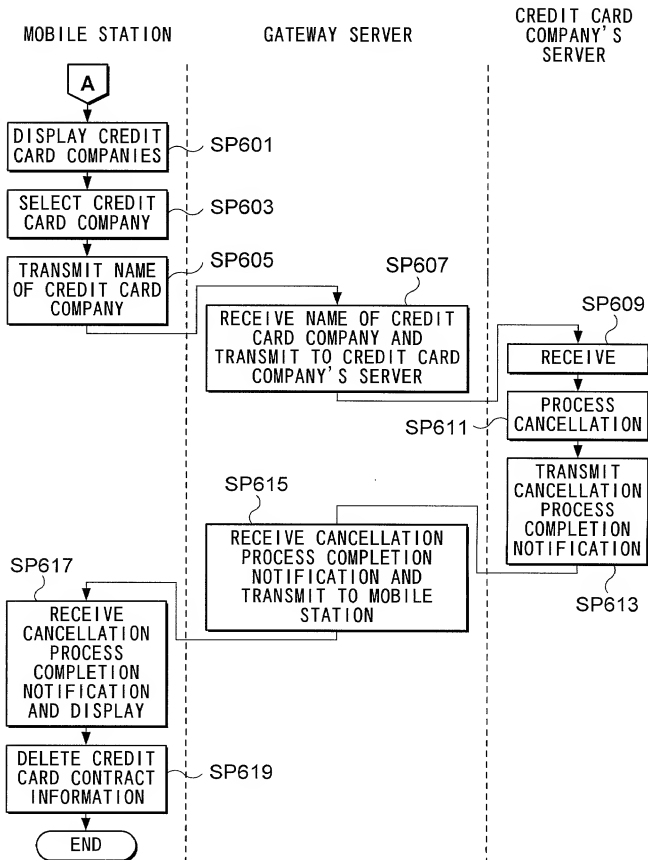 MOBILE STATION
GATEWAY SERVER
CREDIT CARD
COMPANY'S
SERVER
A
DISPLAY CREDIT
CARD COMPANIES
SP601
SELECT CREDIT
CARD COMPANY
SP603
TRANSMIT NAME
OF CREDIT CARD
COMPANY
SP605
SP607
RECEIVE NAME OF CREDIT
CARD COMPANY AND
TRANSMIT TO CREDIT CARD
COMPANY'S SERVER
SP609
RECEIVE
PROCESS
CANCELLATION
SP611
TRANSMIT
CANCELLATION
PROCESS
COMPLETION
NOTIFICATION
SP613
SP615
RECEIVE CANCELLATION
PROCESS COMPLETION
NOTIFICATION AND
TRANSMIT TO MOBILE
STATION
SP617
RECEIVE
CANCELLATION
PROCESS
COMPLETION
NOTIFICATION
AND DISPLAY
DELETE CREDIT
CARD CONTRACT
INFORMATION
SP619
END